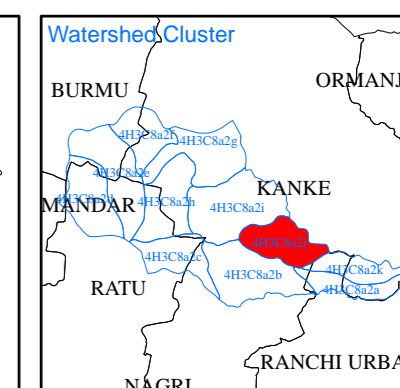 Watershed Cluster
ORMANJ
BURMU
4H3C8a2f
4H3C8a2g
4H3C8a2e
KANKE
4H3C8a2d
4H3C8a2h
MANDAR
4H3C8a2i
4H3C8a2j
4H3C8a2c
4H3C8a2k
4H3C8a2b
RATU
4H3C8a2a
RANCHI URBA
NAGRI